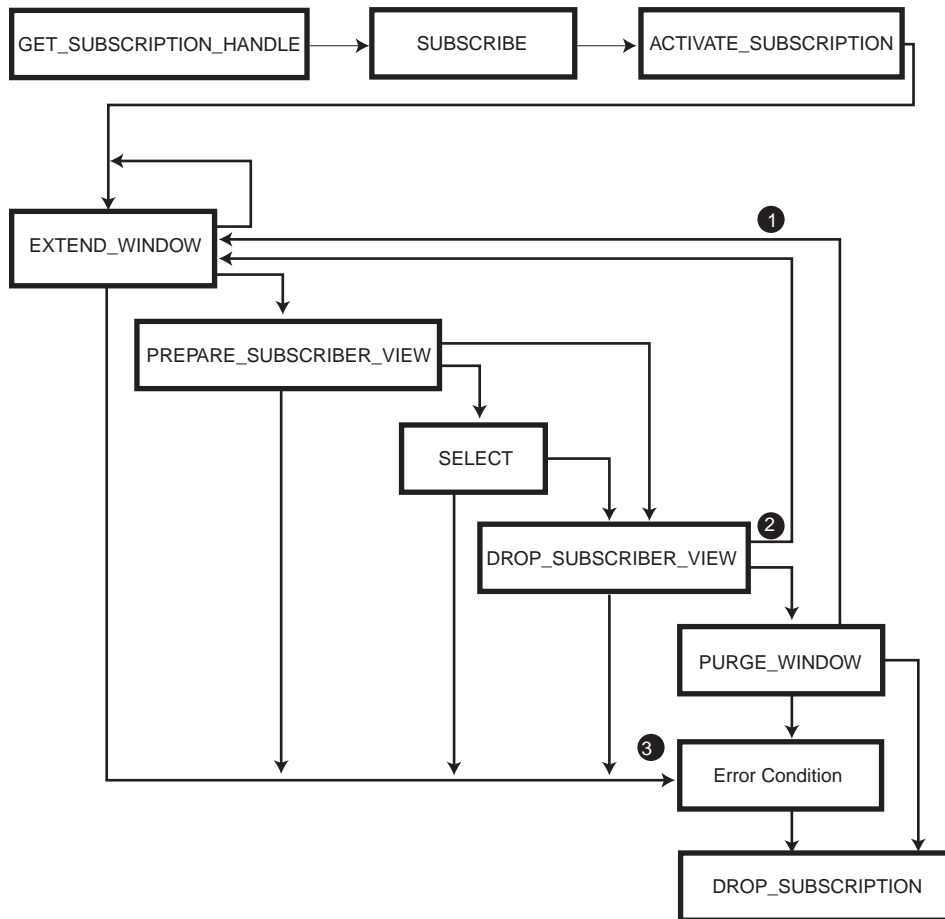 GET_SUBSCRIPTION_HANDLE
SUBSCRIBE
ACTIVATE_SUBSCRIPTION
1
EXTEND_WINDOW
PREPARE_SUBSCRIBER_VIEW
SELECT
2
DROP_SUBSCRIBER_VIEW
PURGE_WINDOW
3
Error Condition
DROP_SUBSCRIPTION